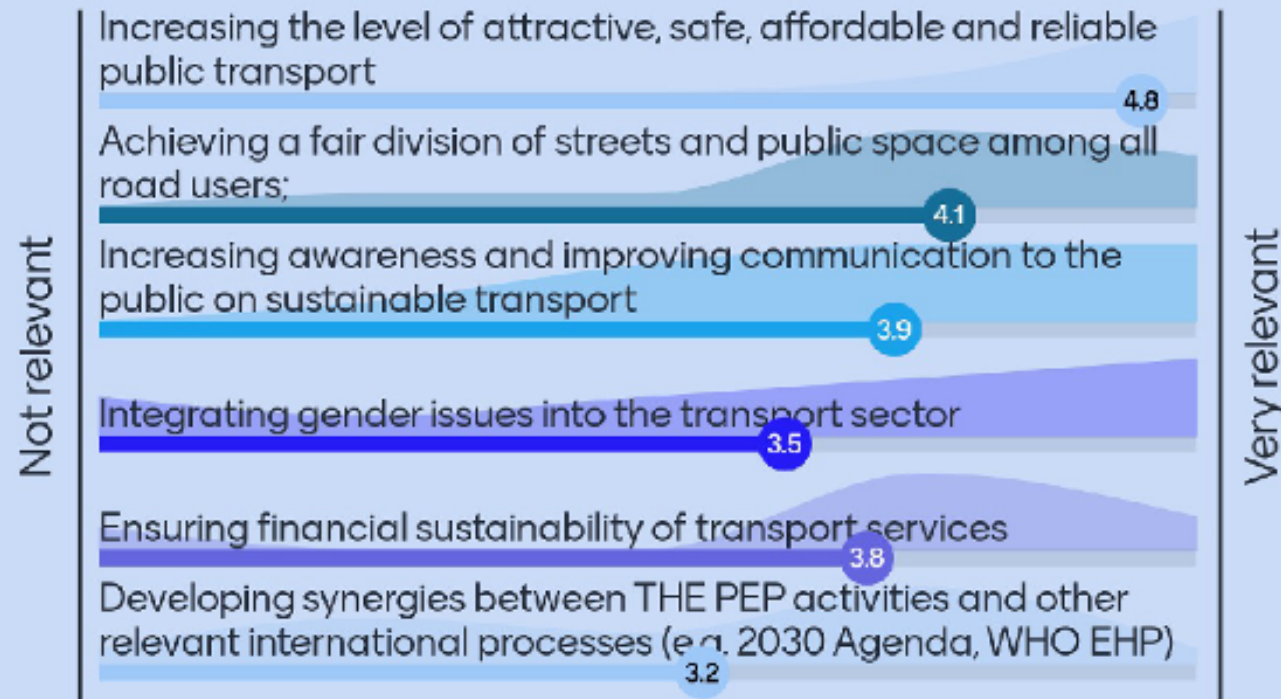 Increasing the level of attractive, safe, affordable and reliable
public transport
4.8
Achieving a fair division of streets and public space among all
road users;
4.1
Increasing awareness and improving communication to the
public on sustainable transport
3.9
Integrating gender issues into the transport sector
3.5
Ensuring financial sustainability of transport services
3.8
Developing synergies between THE PEP activities and other
relevant international processes (e.g. 2030 Agenda, WHO EHP)
3.2
Not relevant
Very relevant